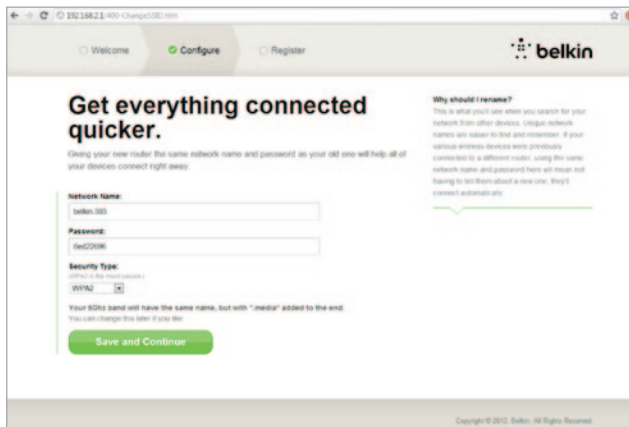 192.168.2.1/400-ChangeSSID.htm
Welcome
Configure
Register
belkin
Get everything connected
quicker.
Giving your new router the same network name and password as your old one will help all of
your devices connect right away.
Network Name:
belkin.393
Password:
6ed22696
Security Type:
(WPA2 is the most secure.)
WPA2
Your 5Ghz band will have the same name, but with ".media" added to the end.
You can change this later if you like.
Save and Continue
Why should I rename?
This is what you'll see when you search for your
network from other devices. Unique network
names are easier to find and remember. If your
various wireless devices were previously
connected to a different router, using the same
network name and password here will mean not
having to tell them about a new one, they'll
connect automatically.
Copyright © 2012, Belkin, All Rights Reserved.